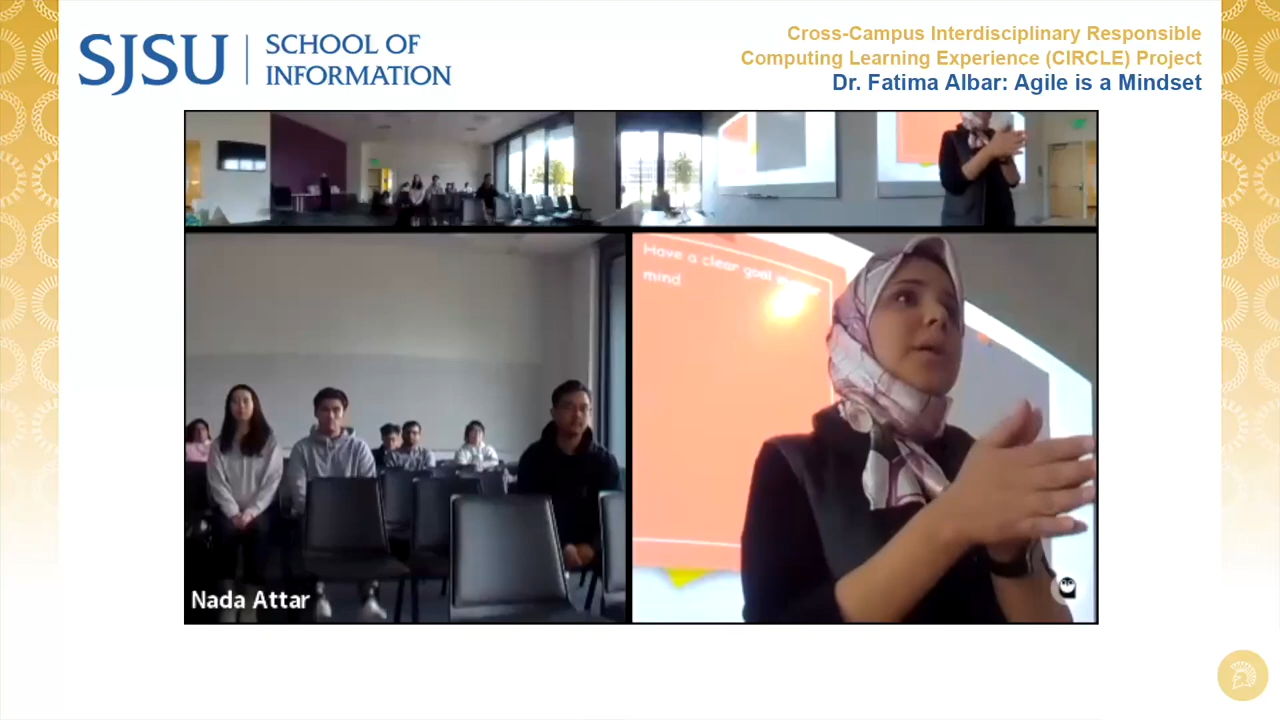 SJSU
SCHOOL OF
INFORMATION
Cross-Campus Interdisciplinary Responsible
Computing Learning Experience (CIRCLE) Project
Dr. Fatima Albar: Agile is a Mindset
Have a clear goal
mind
Nada Attar